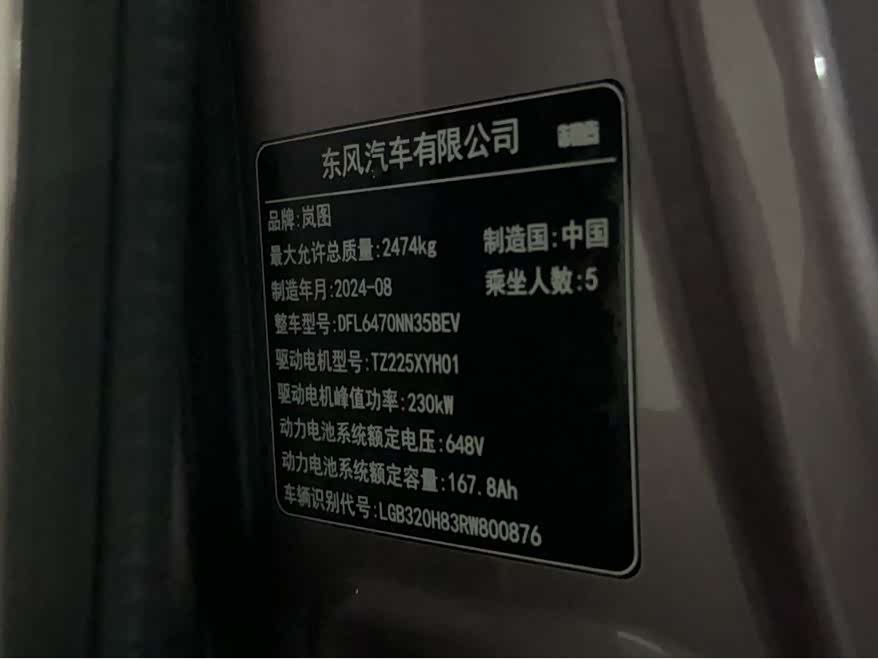 东风汽车有限公司
品牌:岚图
最大允许总质量:2474kg 制造国:中国
制造年月:2024-08 乘坐人数:5
整车型号:DFL6470NN35BEV
驱动电机型号:TZ225XYH01
驱动电机峰值功率:230kW
动力电池系统额定电压:648V
动力电池系统额定容量:167.8Ah
车辆识别代号:LGB320H83RW800876